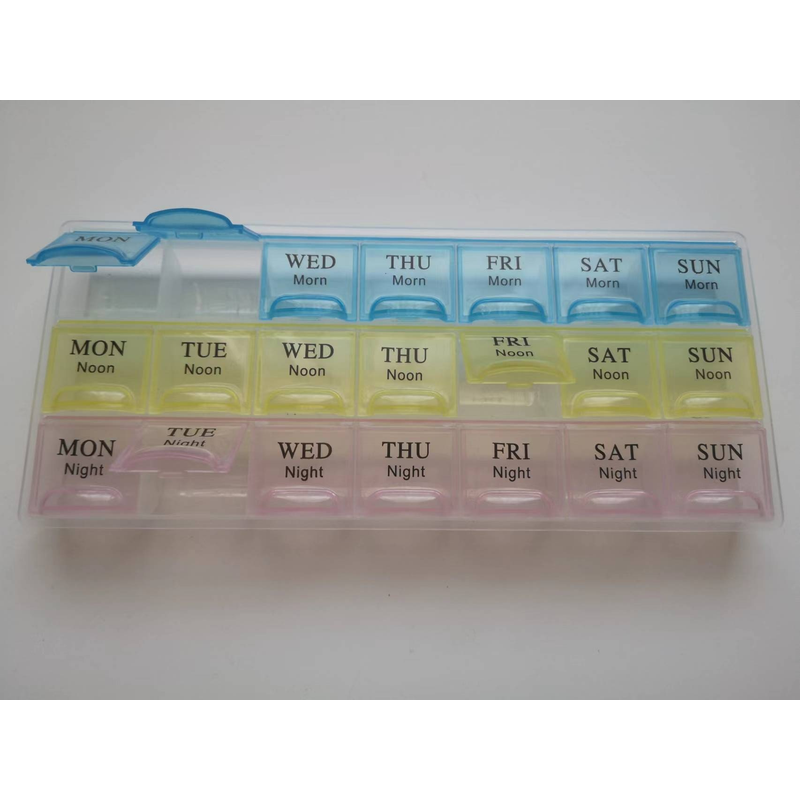 MON
WED THU FRI SAT SUN
Morn Morn Morn Morn Morn
MON TUE WED THU FRI SAT SUN
Noon Noon Noon Noon Noon Noon Noon
MON TUE WED THU FRI SAT SUN
Night Night Night Night Night Night Night